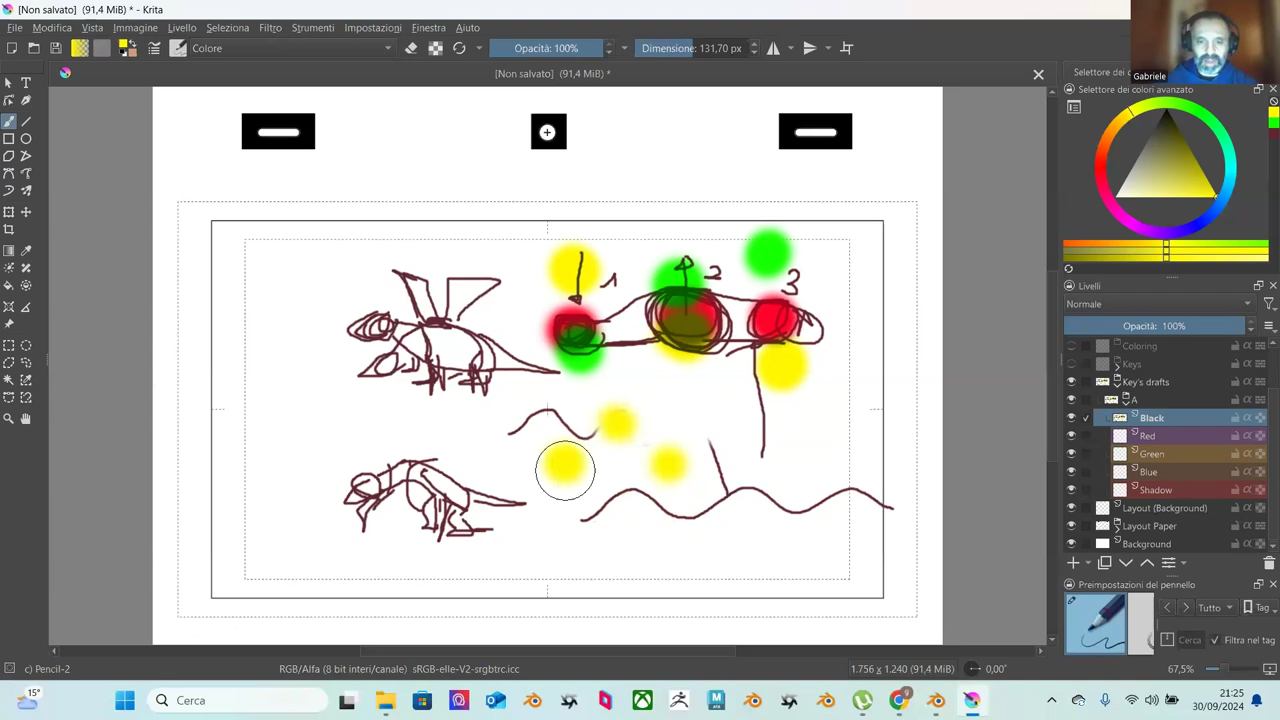 [Non salvato] (91,4 MiB) * - Krita
File Modifica Vista Immagine Livello Seleziona Filtro Strumenti Impostazioni Finestra Aiuto
Colore
Opacità: 100%
Dimensione: 131,70 px
[Non salvato] (91,4 MiB) *
Gabriele
Selettore dei colori avanzato
1
2
3
Livelli
Normale
Opacità: 100%
Coloring
Keys
Key's drafts
A
Black
Red
Green
Blue
Shadow
Layout (Background)
Layout Paper
Background
Preimpostazioni del pennello
Tutto
Tag
Cerca
Filtra nel tag
c) Pencil-2
RGB/Alfa (8 bit interi/canale) sRGB-elle-V2-srgbtrc.icc
1.756 x 1.240 (91,4 MiB)
0,00°
67,5%
15°
Cerca
21:25
30/09/2024